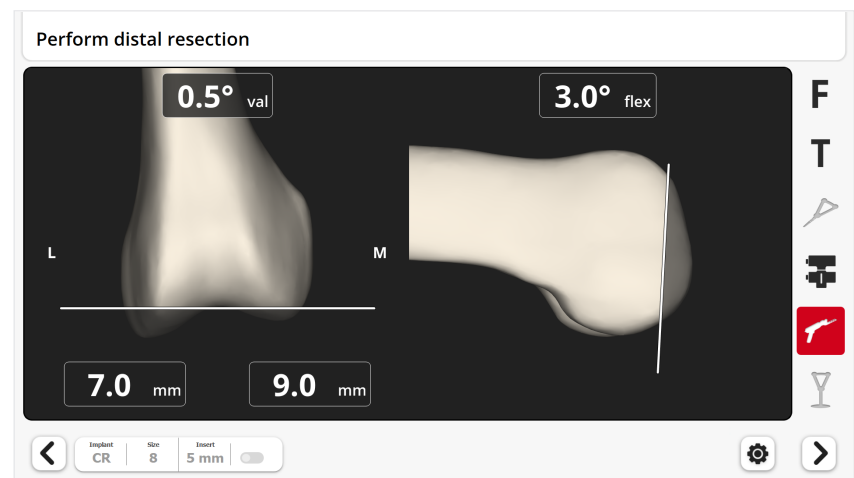 Perform distal resection
0.5° val
3.0° flex
F
T
L
M
7.0 mm
9.0 mm
Implant Size Insert
CR 8 5 mm